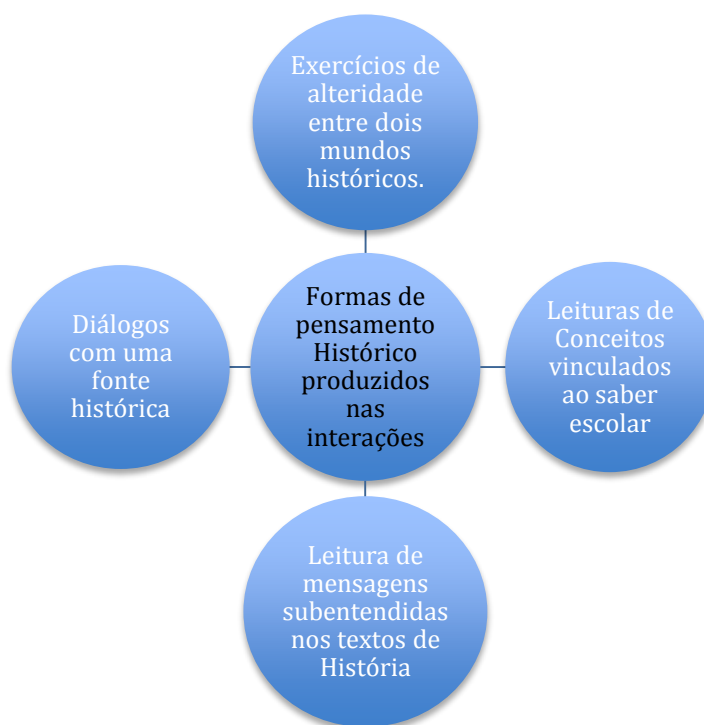 Exercícios de
alteridade
entre dois
mundos
históricos.
Diálogos
com uma
fonte
histórica
Formas de
pensamento
Histórico
produzidos
nas
interações
Leituras de
Conceitos
vinculados
ao saber
escolar
Leitura de
mensagens
subentendidas
nos textos de
História